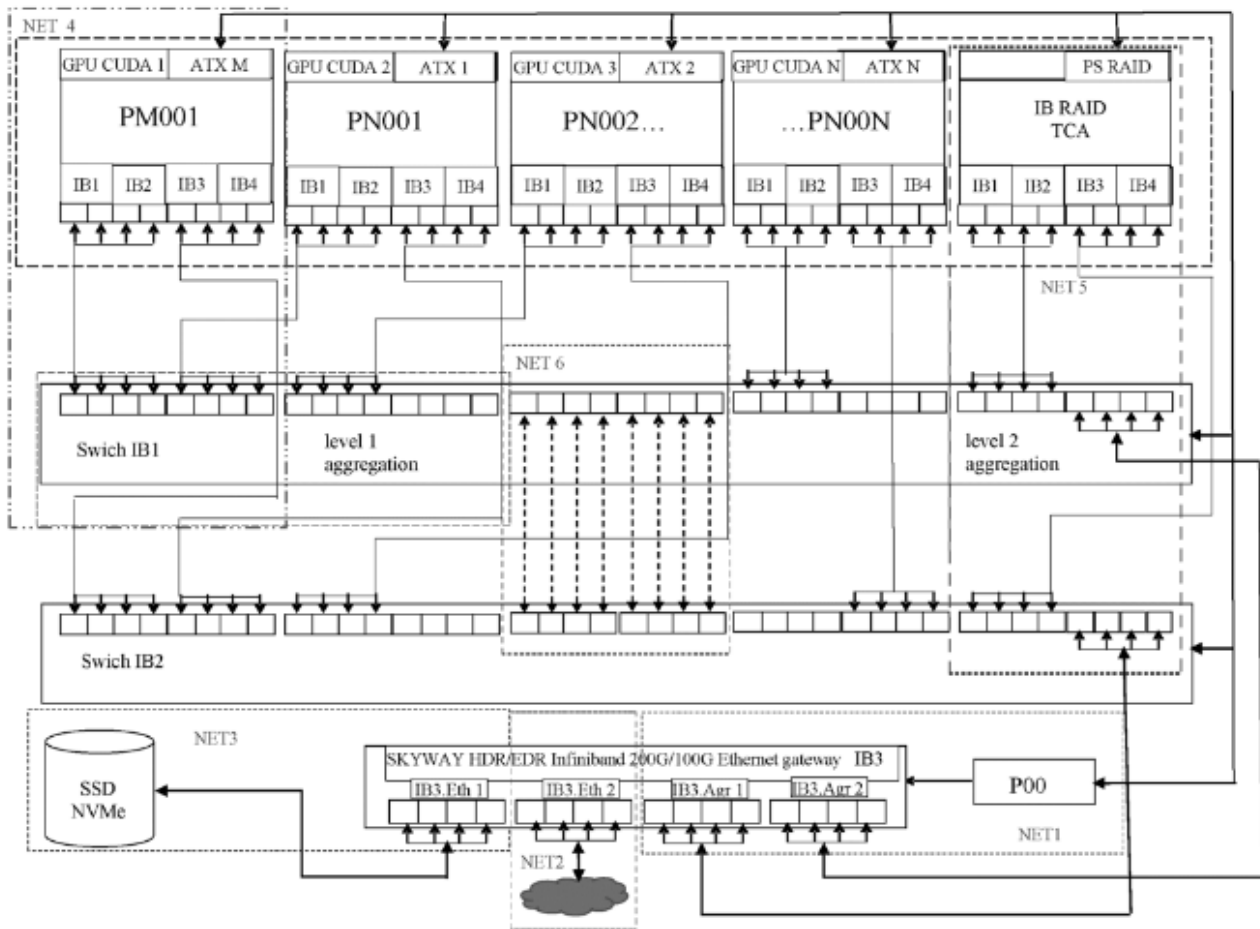 NET 4
GPU CUDA 1 ATX M
GPU CUDA 2 ATX 1
GPU CUDA 3 ATX 2
GPU CUDA N ATX N
PS RAID
PM001
PN001
PN002...
...PN00N
IB RAID
TCA
IB1 IB2 IB3 IB4
IB1 IB2 IB3 IB4
IB1 IB2 IB3 IB4
IB1 IB2 IB3 IB4
IB1 IB2 IB3 IB4
NET 5
NET 6
Swich IB1
level 1
aggregation
level 2
aggregation
Swich IB2
NET3
SSD
NVMe
SKYWAY HDR/EDR Infiniband 200G/100G Ethernet gateway IB3
IB3.Eth 1
IB3.Eth 2
IB3.Agr 1
IB3.Agr 2
P00
NET1
NET2